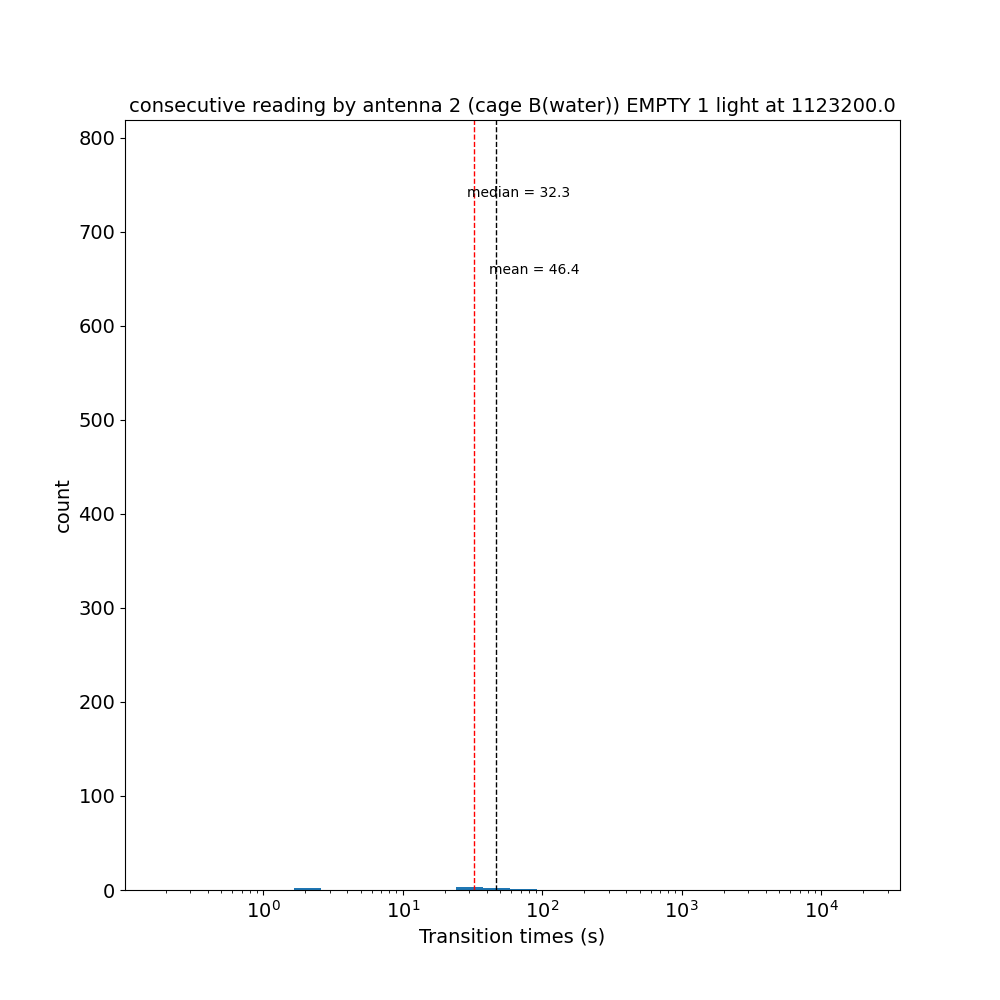 consecutive reading by antenna 2 (cage B(water)) EMPTY 1 light at 1123200.0
800
median = 32.3
700
mean = 46.4
600
500
400
count
300
200
100
0
10⁰ 10¹ 10² 10³ 10⁴
Transition times (s)